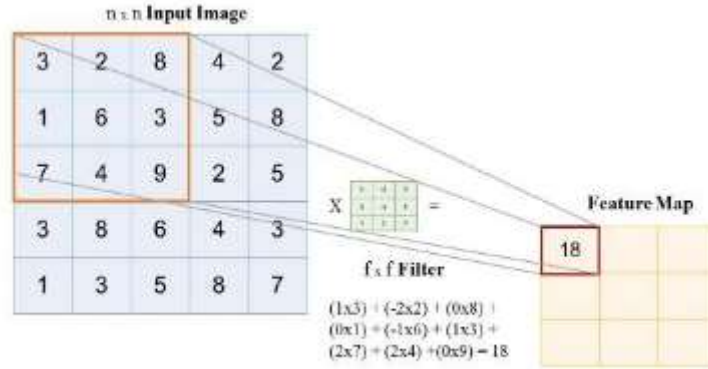 n x n Input Image
3 2 8 4 2
1 6 3 5 8
7 4 9 2 5
3 8 6 4 3
1 3 5 8 7
X =
f x f Filter
Feature Map
18
(1x3) + (-2x2) + (0x8) +
(0x1) + (-1x6) + (1x3) +
(2x7) + (2x4) +(0x9) = 18